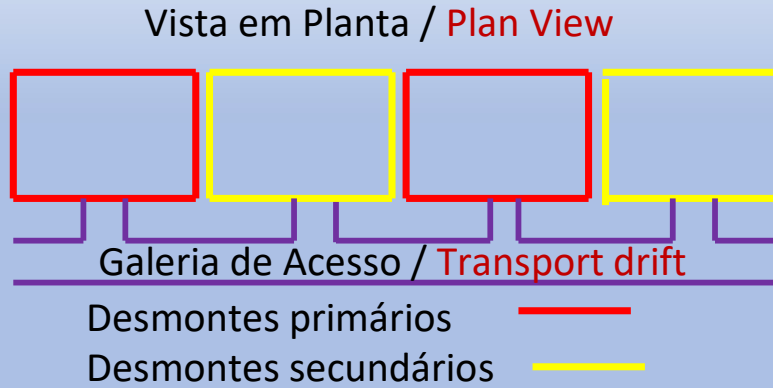 Vista em Planta / Plan View
Galeria de Acesso / Transport drift
Desmontes primários
Desmontes secundários